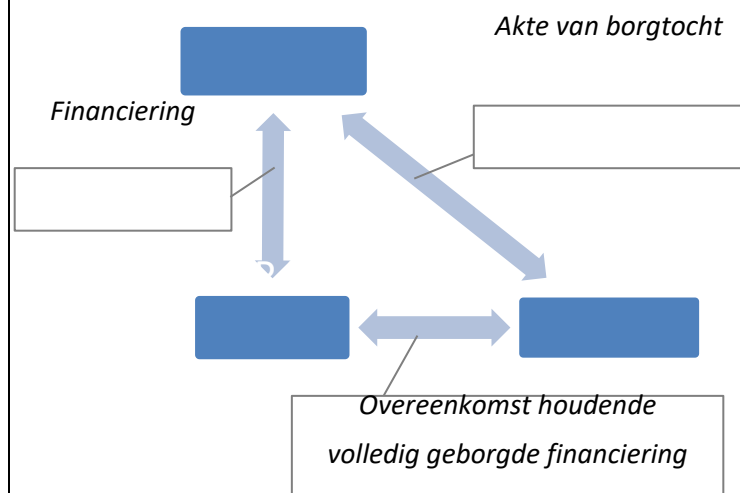 Akte van borgtocht
Financiering
Overeenkomst houdende
volledig geborgde financiering